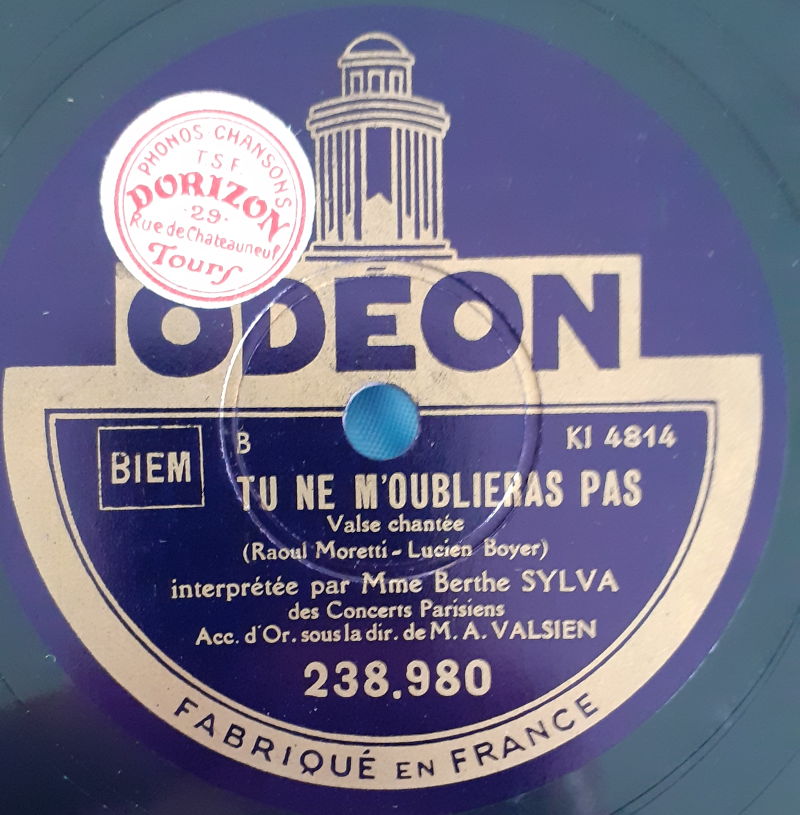 PHONOS CHANSONS
T.S.F.
DORIZON
·29·
Rue de Chateauneuf
Tours
ODÉON
BIEM
B
KI 4814
TU NE M'OUBLIERAS PAS
Valse chantée
(Raoul Moretti - Lucien Boyer)
interprétée par Mme Berthe SYLVA
des Concerts Parisiens
Acc. d'Or. sous la dir. de M. A. VALSIEN
238.980
FABRIQUÉ EN FRANCE